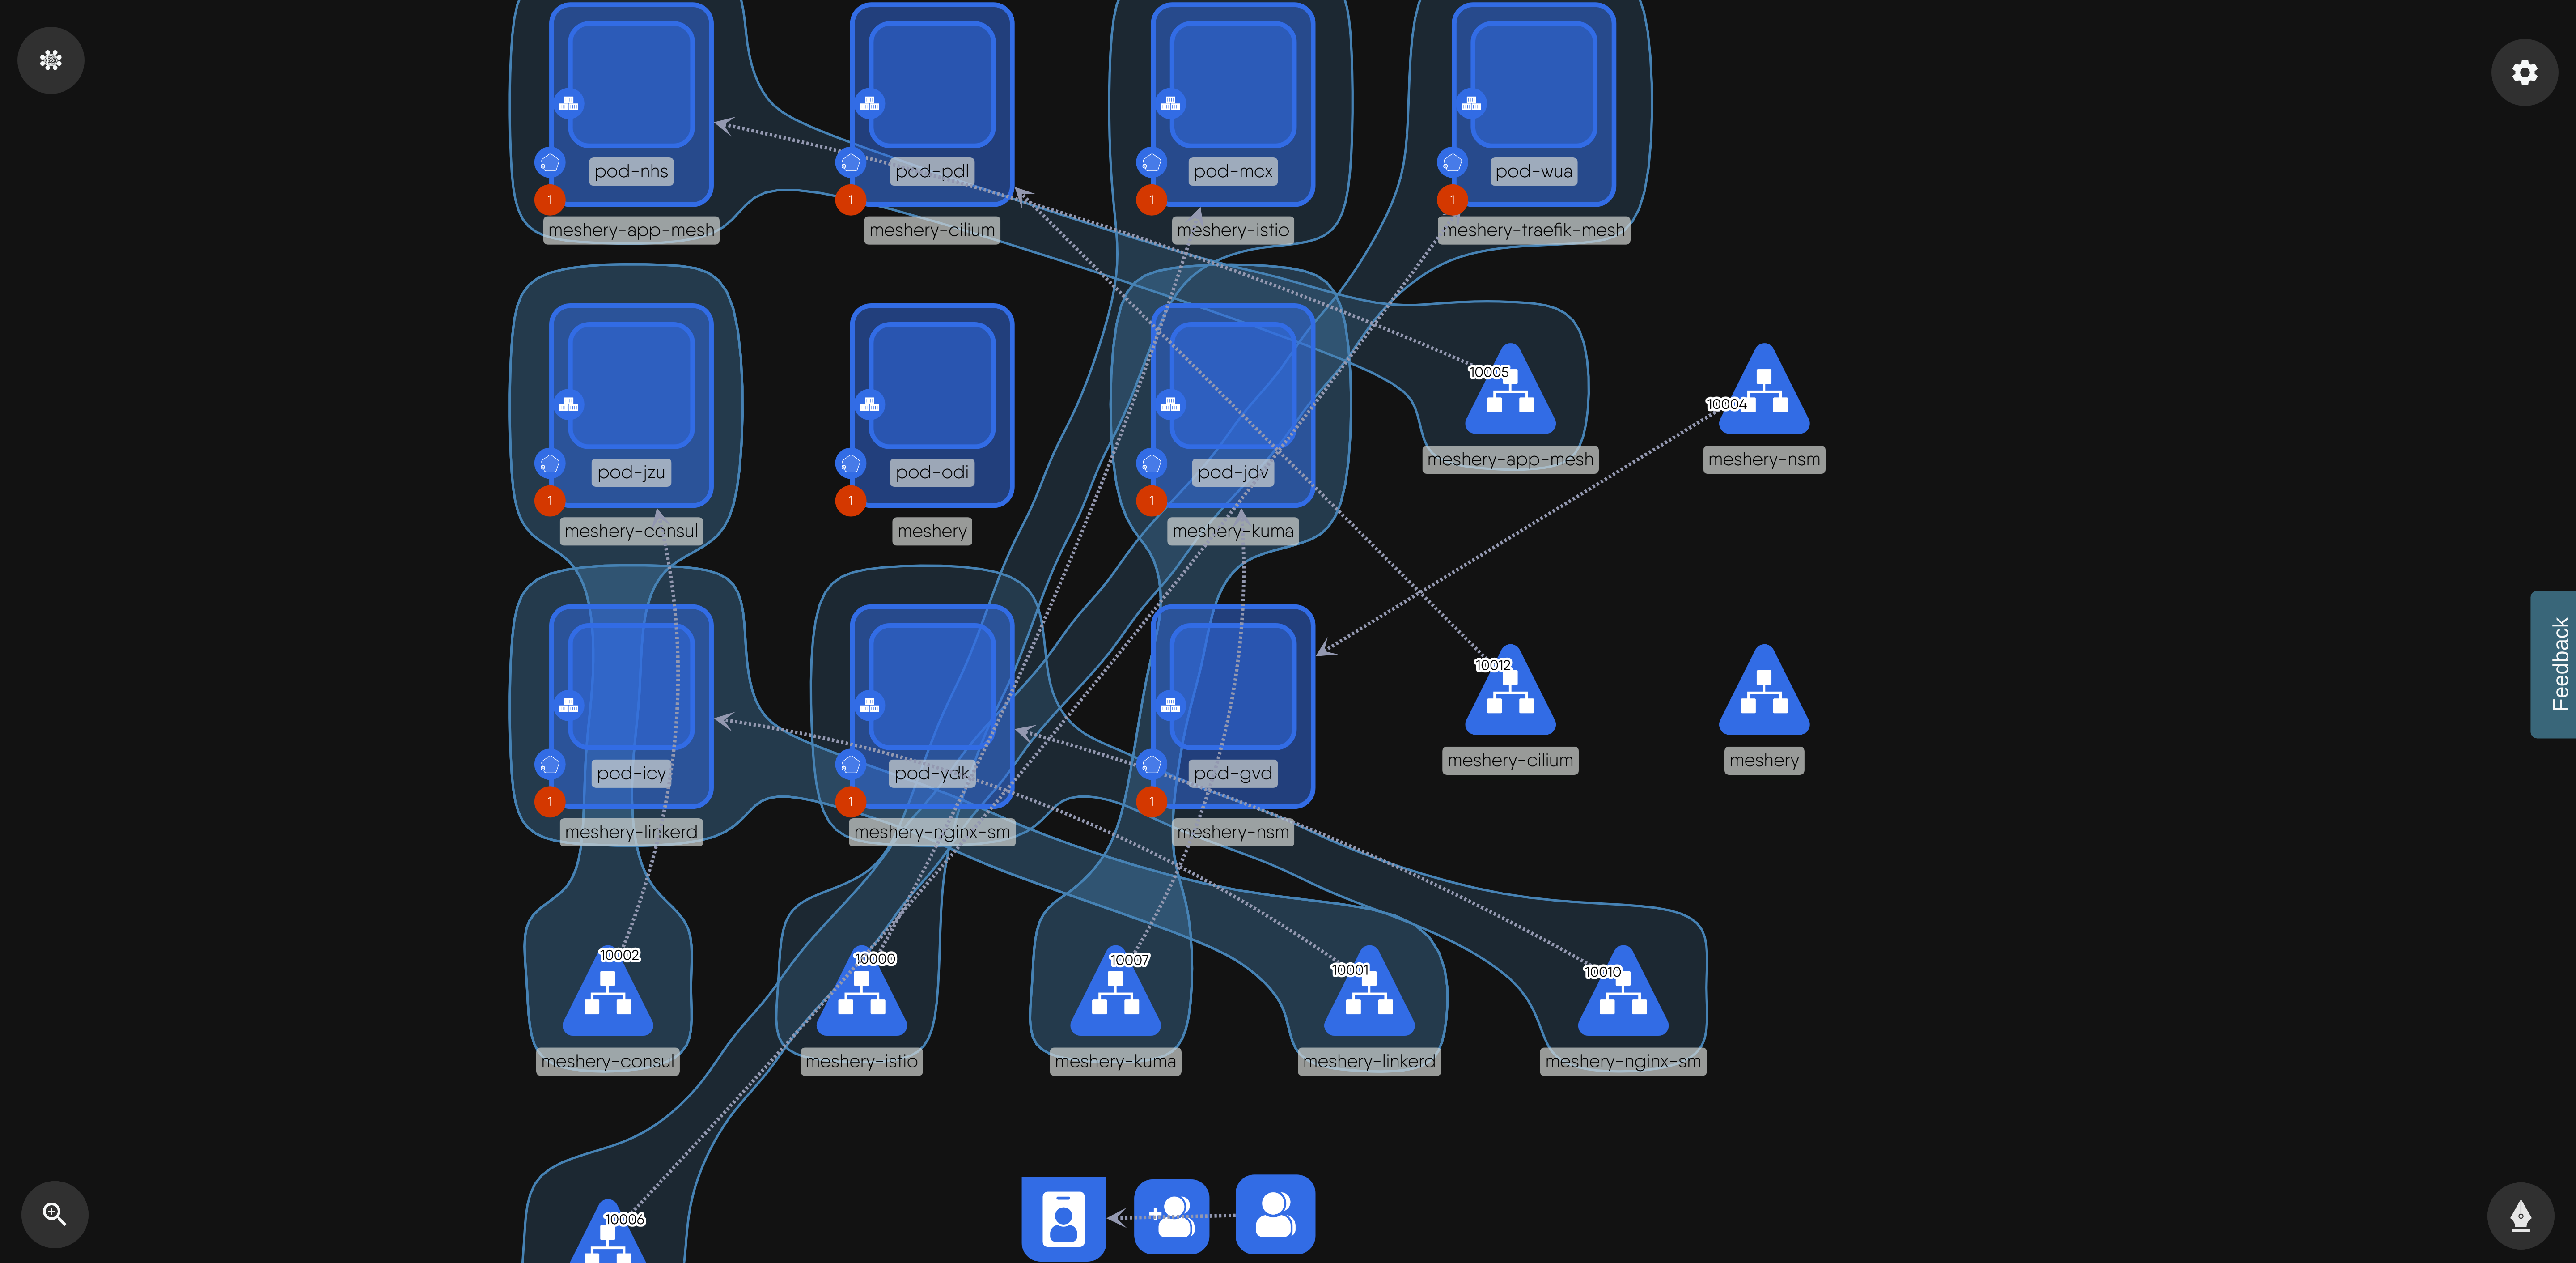 pod-nhs
pod-pdl
pod-mcx
pod-wua
1
1
1
1
meshery-app-mesh
meshery-cilium
meshery-istio
meshery-traefik-mesh
10005
10004
meshery-app-mesh
meshery-nsm
pod-jzu
pod-odi
pod-jdv
1
1
1
meshery-consul
meshery
meshery-kuma
10012
meshery-cilium
meshery
Feedback
pod-icy
pod-ydk
pod-gvd
1
1
1
meshery-linkerd
meshery-nginx-sm
meshery-nsm
10002
10000
10007
10001
10010
meshery-consul
meshery-istio
meshery-kuma
meshery-linkerd
meshery-nginx-sm
10006